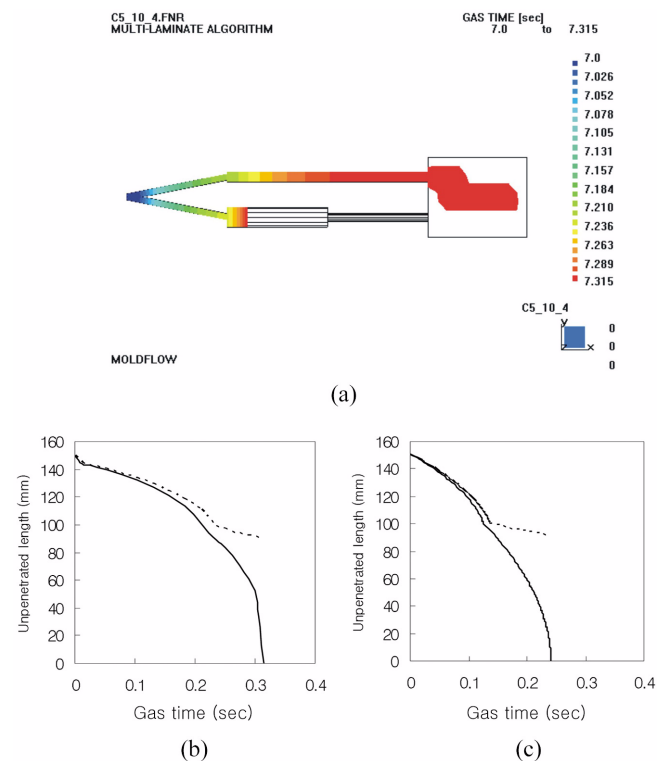 C5_10_4.FNR
MULTI-LAMINATE ALGORITHM
GAS TIME [sec]
7.0 to 7.315
7.0
7.026
7.052
7.078
7.105
7.131
7.157
7.184
7.210
7.236
7.263
7.289
7.315
C5_10_4
Y
Z X
0
0
0
MOLDFLOW
(a)
Unpenetrated length (mm)
160
140
120
100
80
60
40
20
0
0 0.1 0.2 0.3 0.4
Gas time (sec)
(b)
Unpenetrated length (mm)
160
140
120
100
80
60
40
20
0
0 0.1 0.2 0.3 0.4
Gas time (sec)
(c)